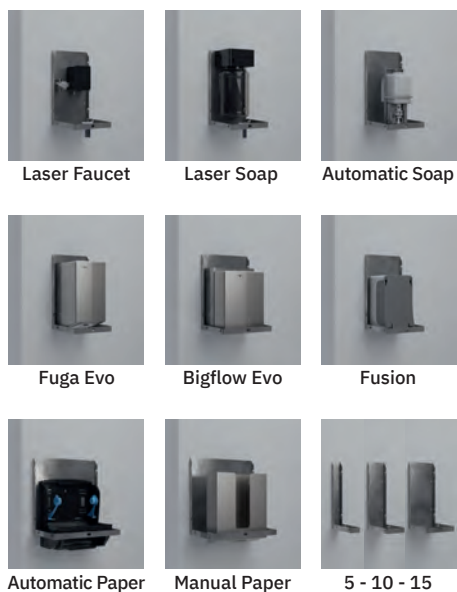 Laser Faucet
Laser Soap
Automatic Soap
Fuga Evo
Bigflow Evo
Fusion
Automatic Paper
Manual Paper
5 - 10 - 15